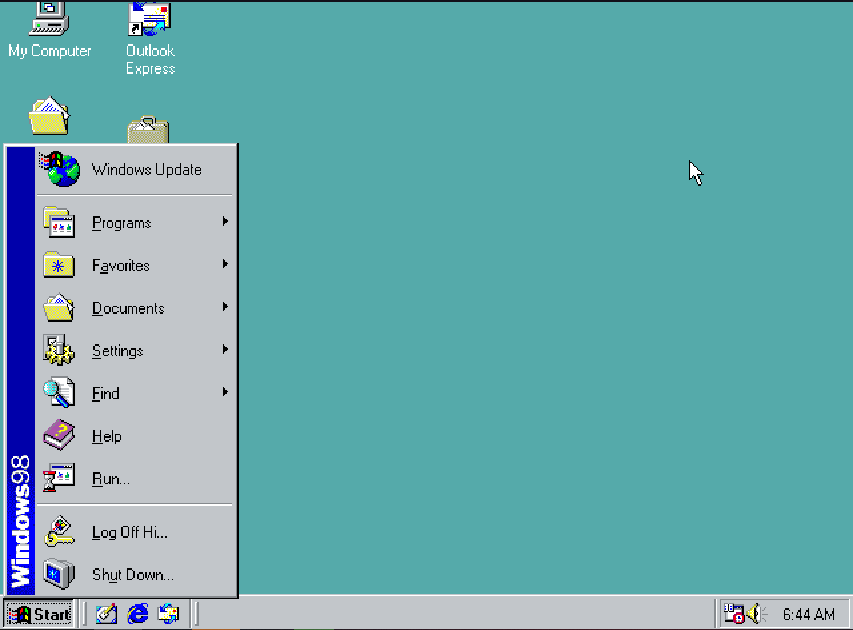 My Computer
Outlook
Express
Windows Update
Programs
Favorites
Documents
Settings
Find
Help
Run...
Log Off Hi...
Shut Down...
Windows98
Start
6:44 AM